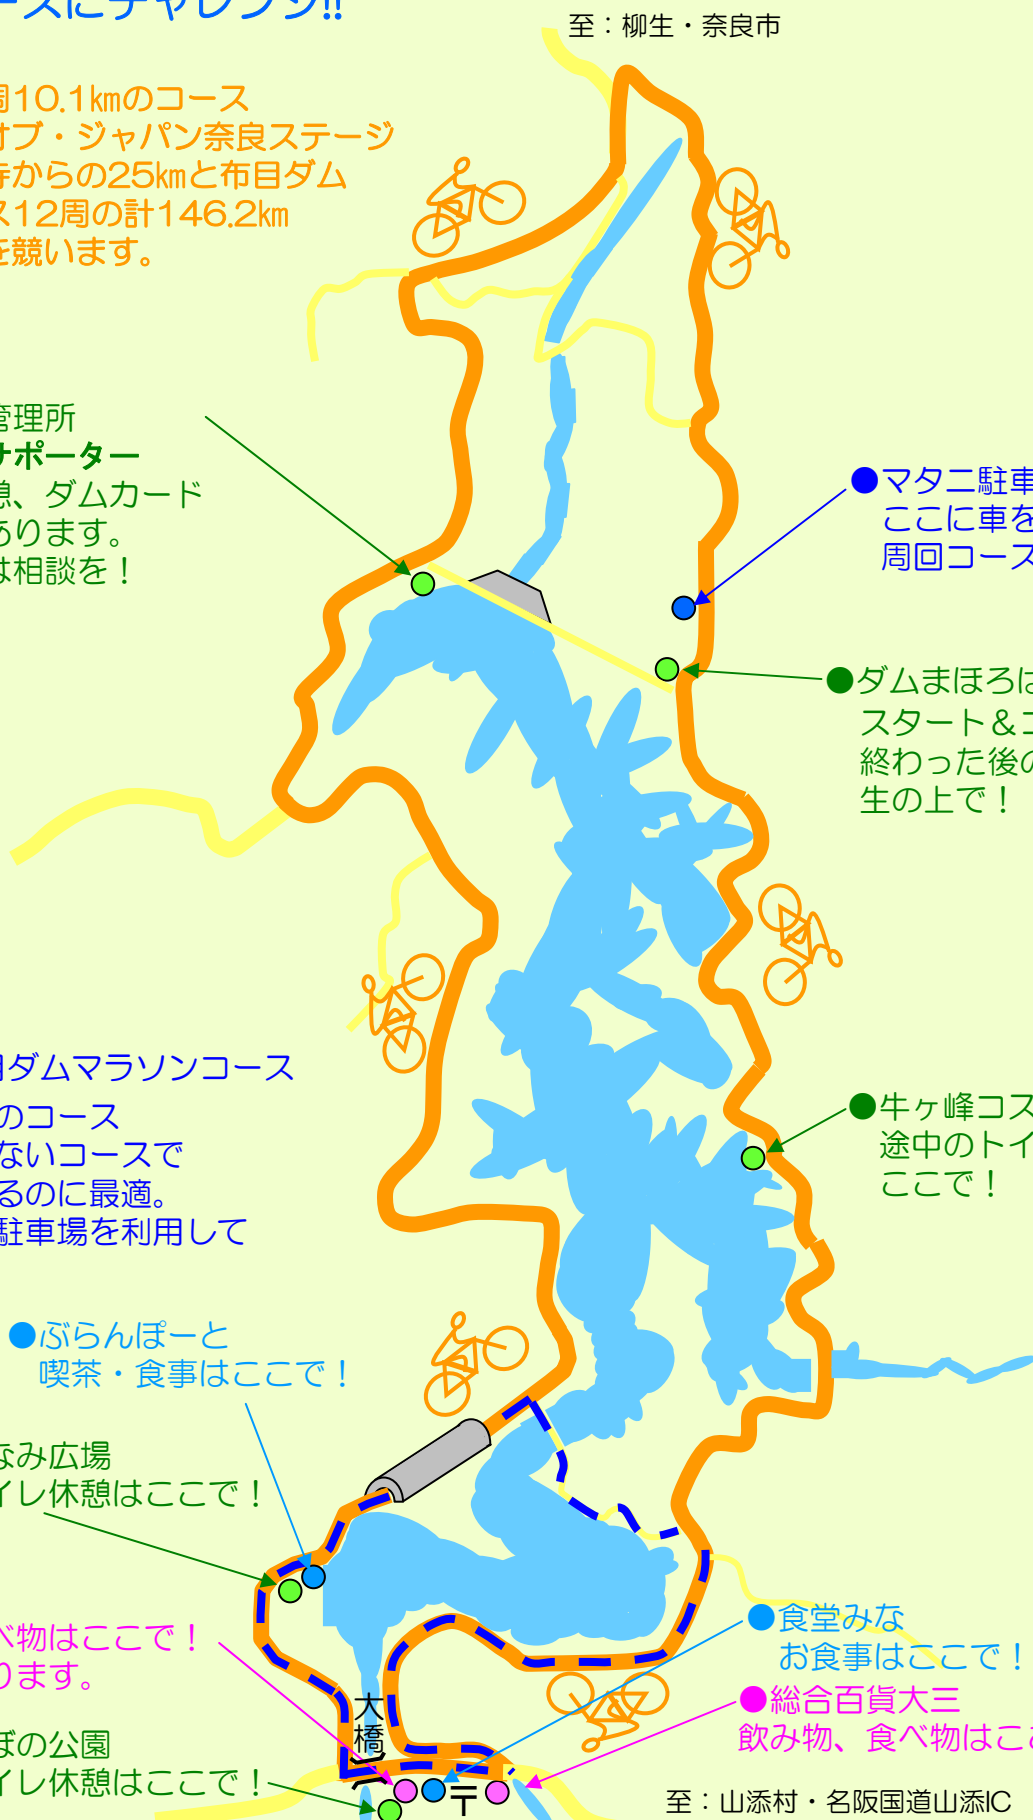 ースにチャレンジ!!
至：柳生・奈良市
周10.1㎞のコース
オブ・ジャパン奈良ステージ
寺からの25㎞と布目ダム
ス12周の計146.2㎞
を競います。
管理所
サポーター
憩、ダムカード
あります。
は相談を！
●マタニ駐車
ここに車を
周回コース
●ダムまほろば
スタート＆ゴ
終わった後の
生の上で！
目ダムマラソンコース
のコース
ないコースで
るのに最適。
駐車場を利用して
●牛ヶ峰コス
途中のトイ
ここで！
●ぶらんぽーと
喫茶・食事はここで！
なみ広場
イレ休憩はここで！
べ物はここで！
ります。
●食堂みな
お食事はここで！
●総合百貨大三
飲み物、食べ物はここ
大橋
ぼの公園
イレ休憩はここで！
〒
至：山添村・名阪国道山添IC